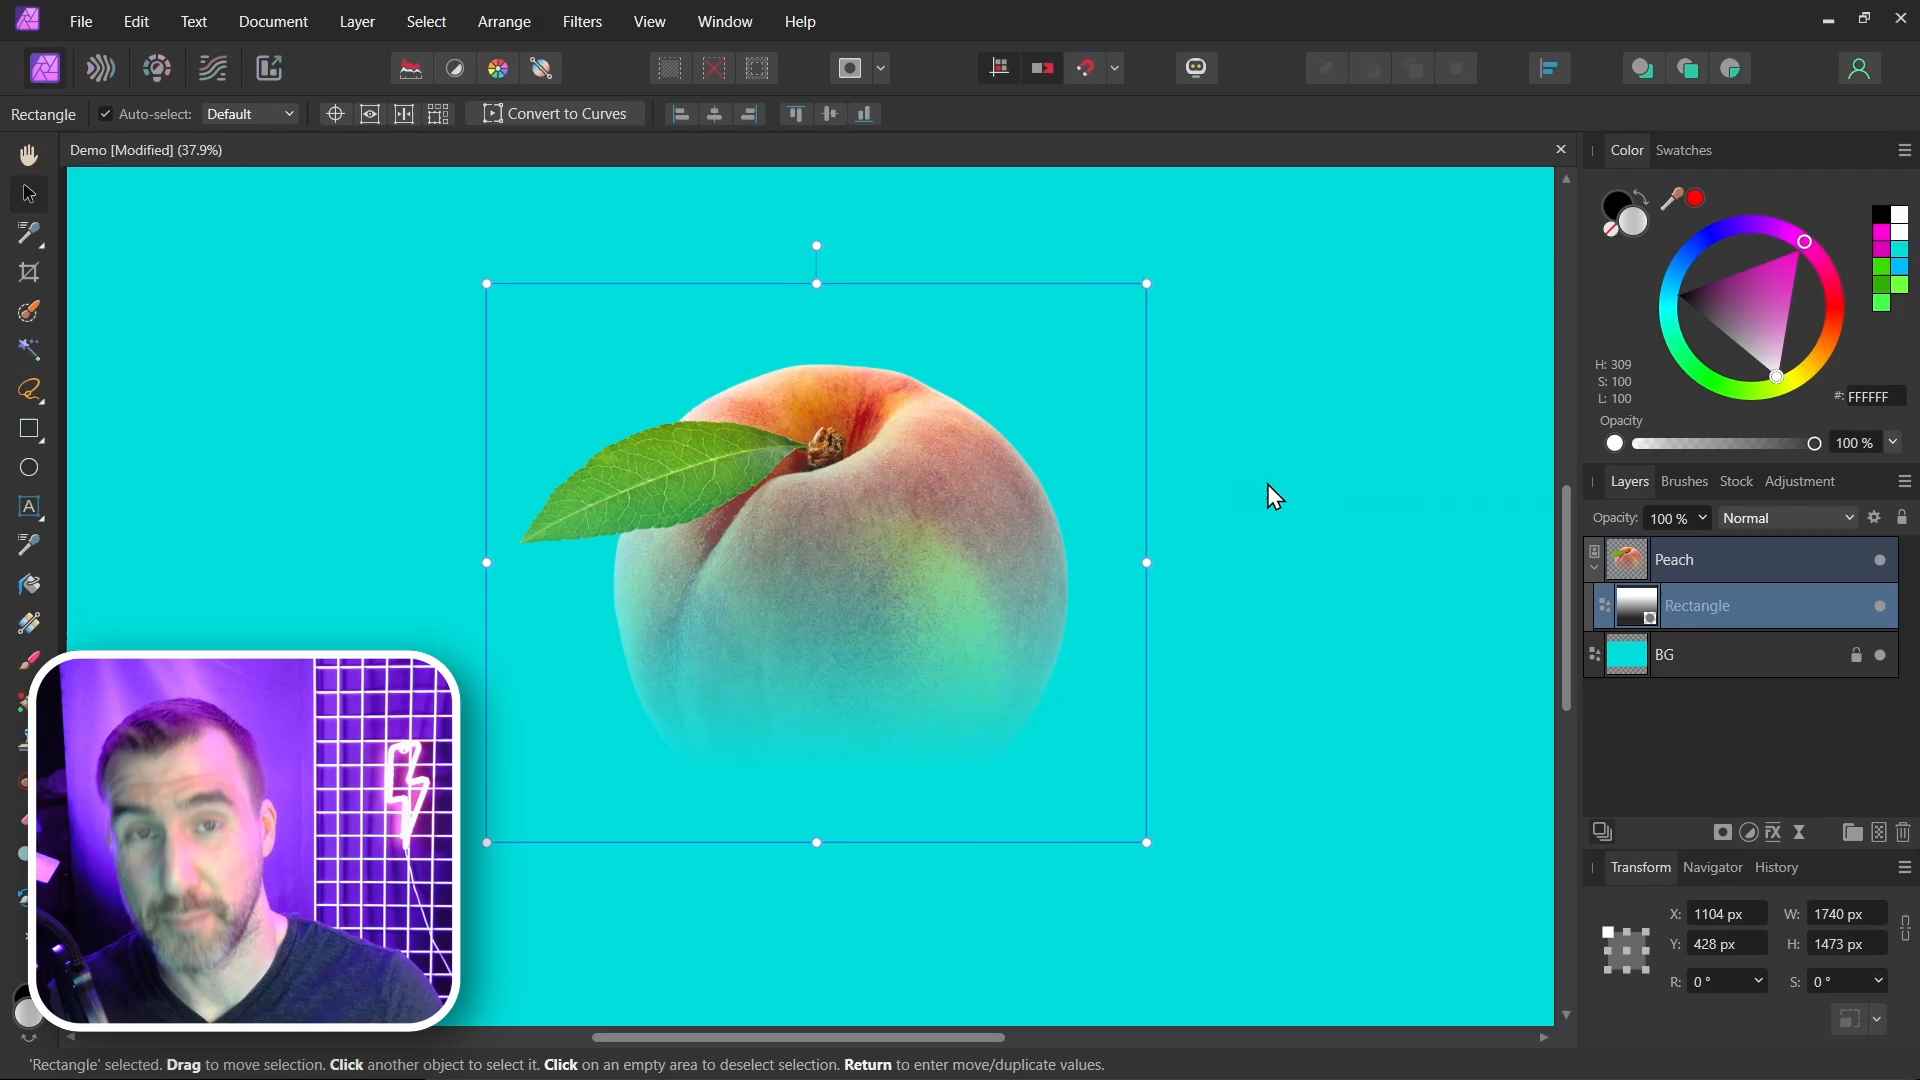 File Edit Text Document Layer Select Arrange Filters View Window Help
Rectangle Auto-select: Default Convert to Curves
Demo [Modified] (37.9%)
Color Swatches
H: 309
S: 100
L: 100
#: FFFFFF
Opacity
100 %
Layers Brushes Stock Adjustment
Opacity: 100 % Normal
Peach
Rectangle
BG
Transform Navigator History
X: 1104 px W: 1740 px
Y: 428 px H: 1473 px
R: 0 ° S: 0 °
'Rectangle' selected. Drag to move selection. Click another object to select it. Click on an empty area to deselect selection. Return to enter move/duplicate values.